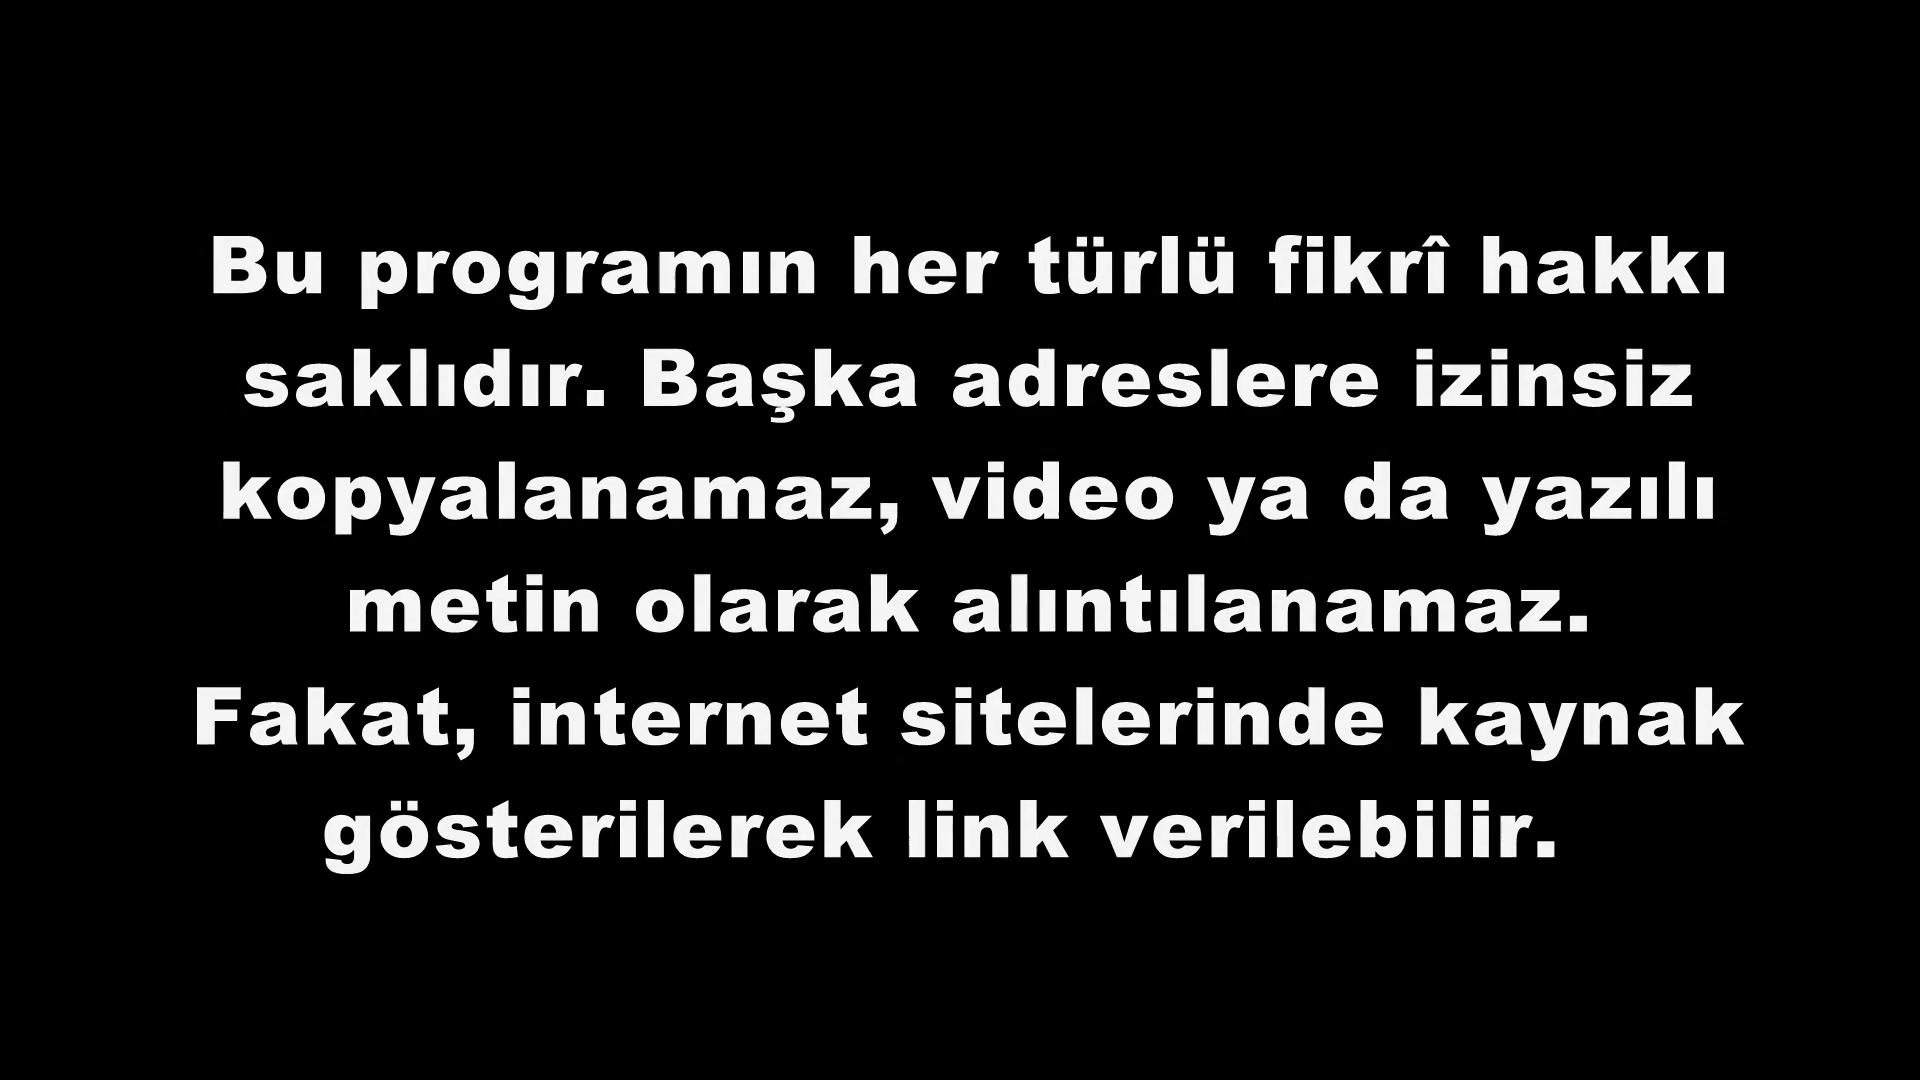 Bu programın her türlü fikrî hakkı
saklıdır. Başka adreslere izinsiz
kopyalanamaz, video ya da yazılı
metin olarak alıntılanamaz.
Fakat, internet sitelerinde kaynak
gösterilerek link verilebilir.